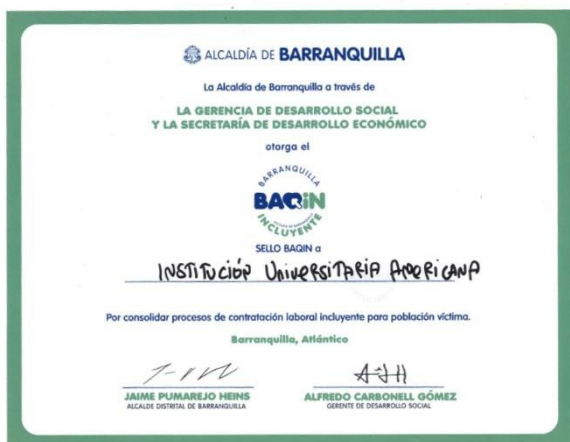 ALCALDÍA DE BARRANQUILLA
La Alcaldía de Barranquilla a través de
LA GERENCIA DE DESARROLLO SOCIAL
Y LA SECRETARÍA DE DESARROLLO ECONÓMICO
otorga el
BARRANQUILLA
BAQiN
INCLUYENTE
SELLO BAQIN a
INSTITUCIÓN UNIVERSITARIA AMERICANA
Por consolidar procesos de contratación laboral incluyente para población víctima.
Barranquilla, Atlántico
JAIME PUMAREJO HEINS
ALCALDE DISTRITAL DE BARRANQUILLA
ALFREDO CARBONELL GÓMEZ
GERENTE DE DESARROLLO SOCIAL